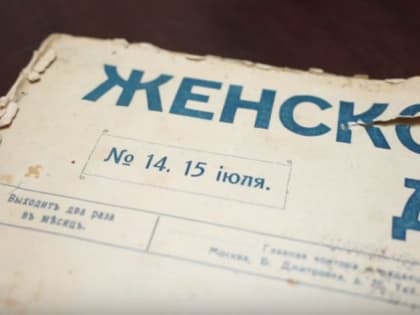 ЖЕНСКО
Д
№ 14. 15 іюля.
Выходитъ два раза
въ мѣсяцъ.
Главная контора
Москва, Б. Дмитровка, д.